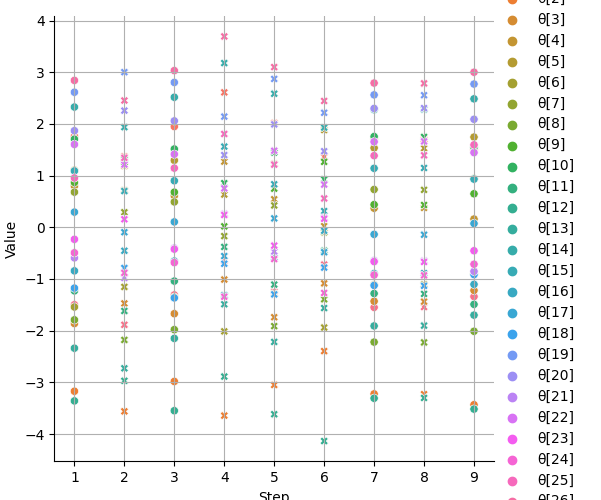 4
3
2
1
0
−1
−2
−3
−4
Value
1 2 3 4 5 6 7 8 9
Step
θ[2]
θ[3]
θ[4]
θ[5]
θ[6]
θ[7]
θ[8]
θ[9]
θ[10]
θ[11]
θ[12]
θ[13]
θ[14]
θ[15]
θ[16]
θ[17]
θ[18]
θ[19]
θ[20]
θ[21]
θ[22]
θ[23]
θ[24]
θ[25]
θ[26]